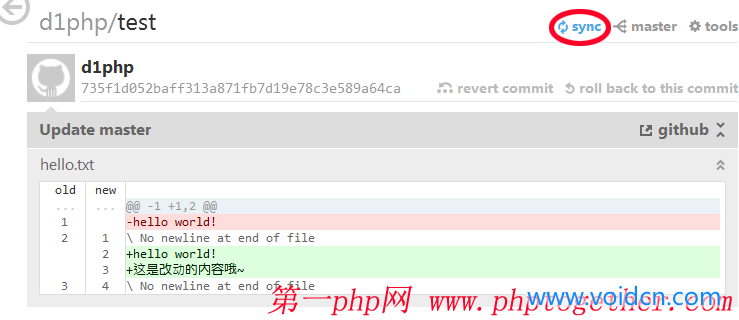 d1php/test
sync master tools
d1php
735f1d052baff313a871fb7d19e78c3e589a64ca revert commit roll back to this commit
Update master github
hello.txt
old new
... ... @@ -1 +1,2 @@
1 -hello world!
2 1 \ No newline at end of file
2 +hello world!
3 +这是改动的内容哦~
3 4 \ No newline at end of file
第一php网 www.phptogether.com
www.voidcn.com